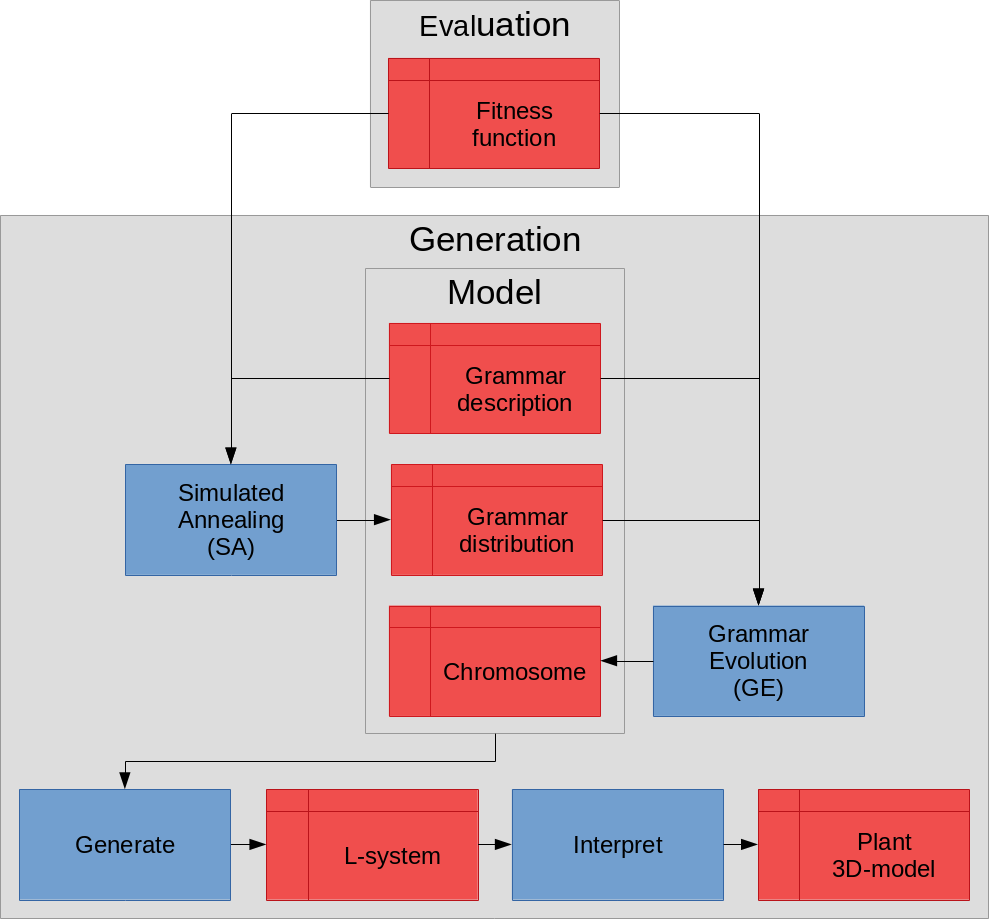 Evaluation
Fitness
function
Generation
Model
Grammar
description
Simulated
Annealing
(SA)
Grammar
distribution
Chromosome
Grammar
Evolution
(GE)
Generate
L-system
Interpret
Plant
3D-model